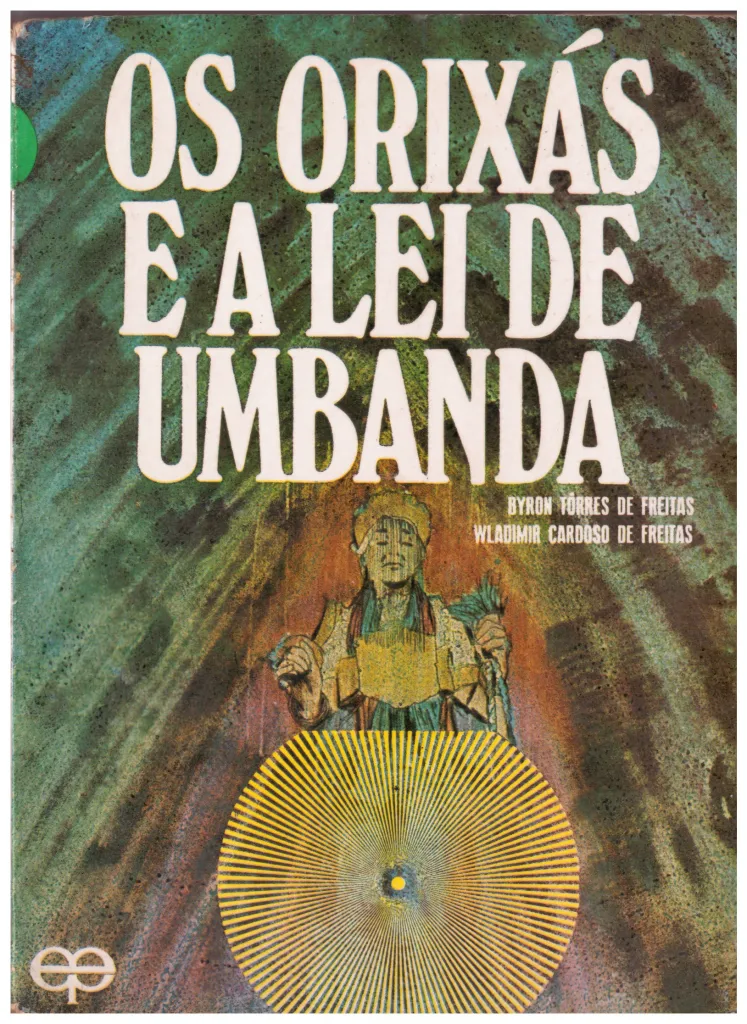 OS ORIXÁS
E A LEI DE
UMBANDA
BYRON TÔRRES DE FREITAS
WLADIMIR CARDOSO DE FREITAS